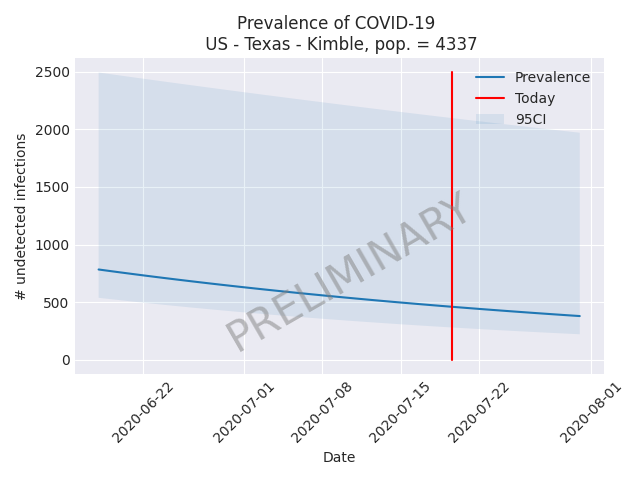 Prevalence of COVID-19
US - Texas - Kimble, pop. = 4337
2500
2000
1500
1000
500
0
# undetected infections
Prevalence
Today
95CI
PRELIMINARY
2020-06-22
2020-07-01
2020-07-08
2020-07-15
2020-07-22
2020-08-01
Date